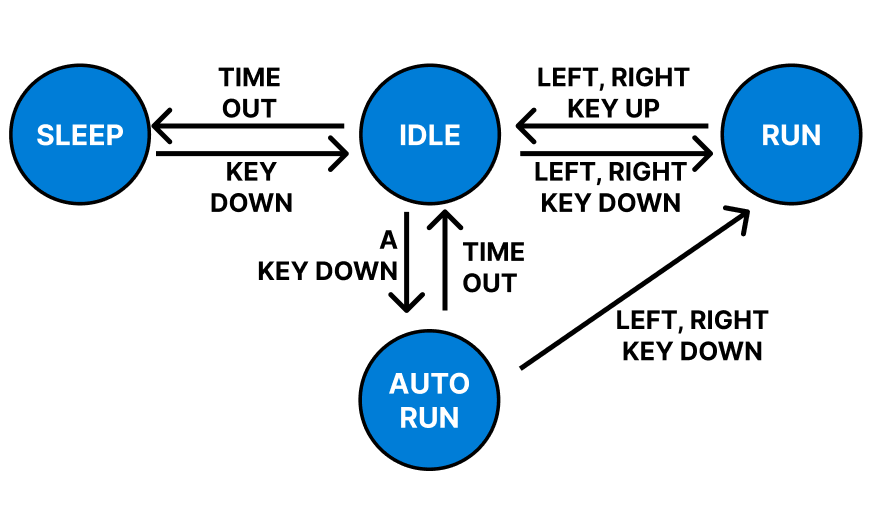 TIME
OUT
LEFT, RIGHT
KEY UP
SLEEP
IDLE
RUN
KEY
DOWN
LEFT, RIGHT
KEY DOWN
A
KEY DOWN
TIME
OUT
LEFT, RIGHT
KEY DOWN
AUTO
RUN